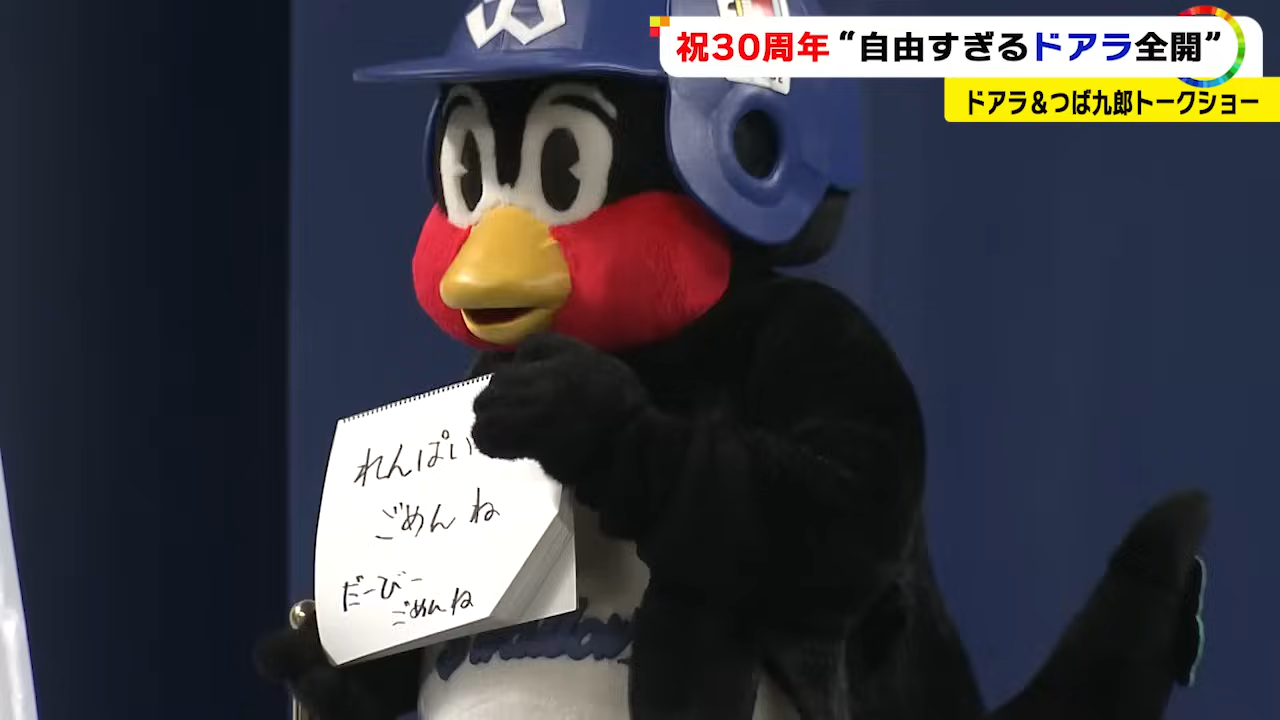 祝30周年“自由すぎるドアラ全開”
ドアラ&つば九郎トークショー
れんぱい
ごめんね
だーびー
ごめんね